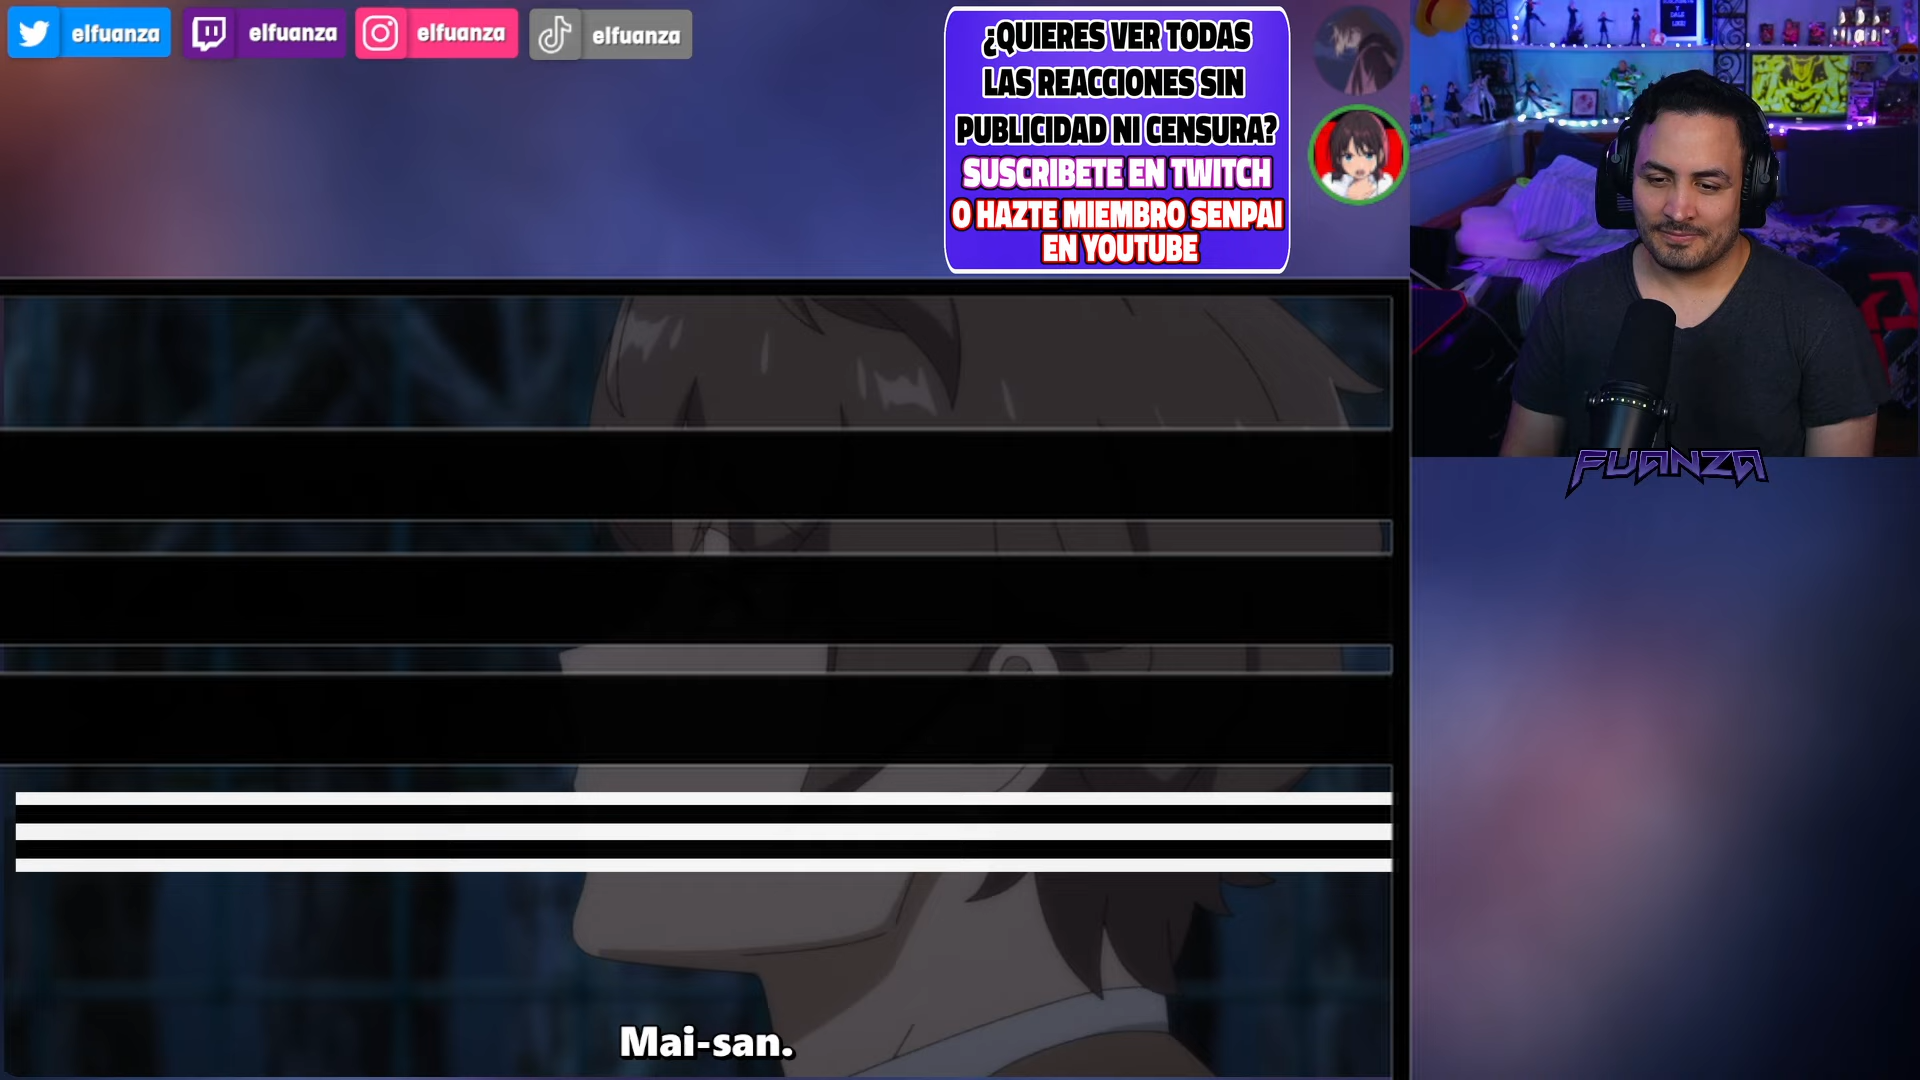 elfuanza
elfuanza
elfuanza
elfuanza
¿QUIERES VER TODAS
LAS REACCIONES SIN
PUBLICIDAD NI CENSURA?
SUSCRIBETE EN TWITCH
O HAZTE MIEMBRO SENPAI
EN YOUTUBE
FUANZA
Mai-san.